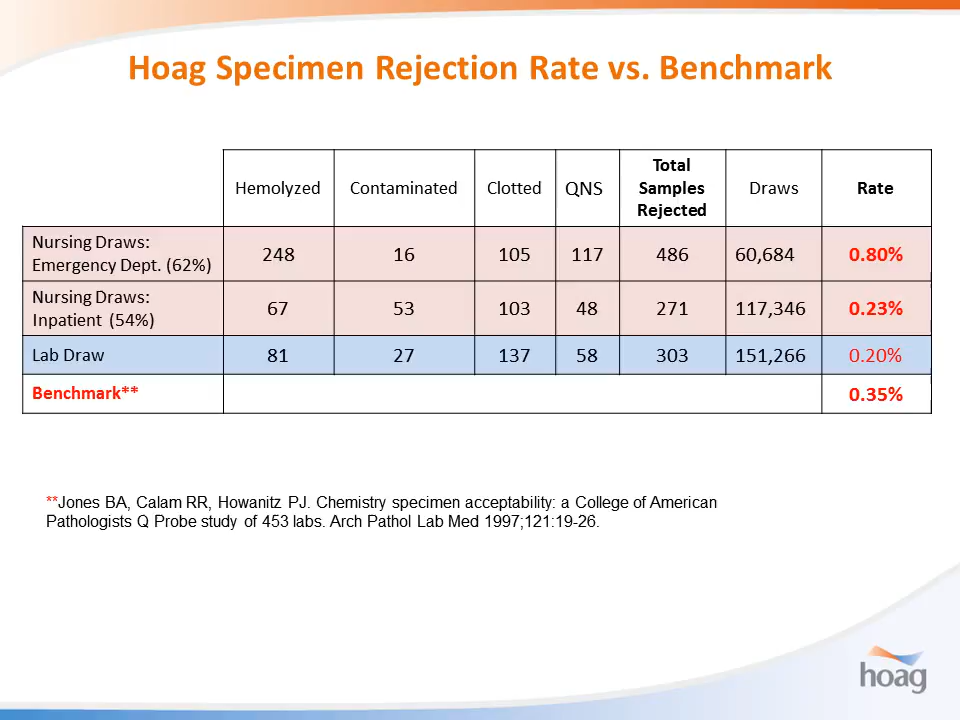 Hoag Specimen Rejection Rate vs. Benchmark
Hemolyzed Contaminated Clotted QNS Total Samples Rejected Draws Rate
Nursing Draws:
Emergency Dept. (62%) 248 16 105 117 486 60,684 0.80%
Nursing Draws:
Inpatient (54%) 67 53 103 48 271 117,346 0.23%
Lab Draw 81 27 137 58 303 151,266 0.20%
Benchmark** 0.35%
**Jones BA, Calam RR, Howanitz PJ. Chemistry specimen acceptability: a College of American
Pathologists Q Probe study of 453 labs. Arch Pathol Lab Med 1997;121:19-26.
hoag